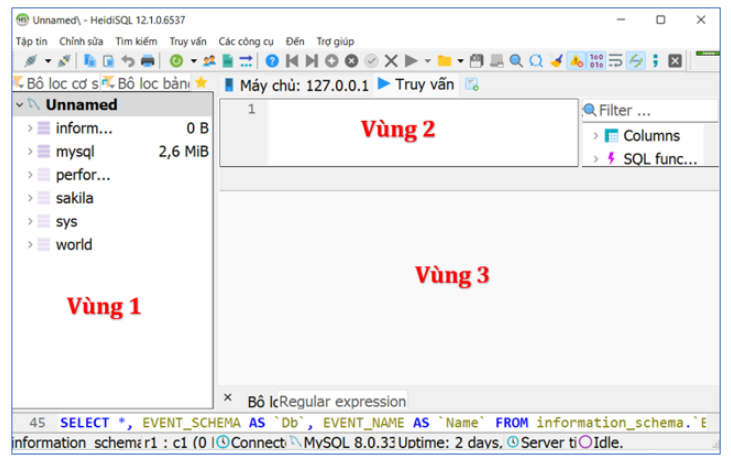 Unnamed\ - HeidiSQL 12.1.0.6537
Tập tin Chỉnh sửa Tìm kiếm Truy vấn Các công cụ Đến Trợ giúp
Bộ lọc cơ s Bộ lọc bản Máy chủ: 127.0.0.1 Truy vấn
Unnamed
inform... 0 B
mysql 2,6 MiB
perfor...
sakila
sys
world
Vùng 1
1
Vùng 2
Filter ...
Columns
SQL func...
Vùng 3
× Bộ lọ Regular expression
45 SELECT *, EVENT_SCHEMA AS `Db`, EVENT_NAME AS `Name` FROM information_schema.`E
information_schema r1 : c1 (0 Connecti MySQL 8.0.33 Uptime: 2 days, Server ti Idle.